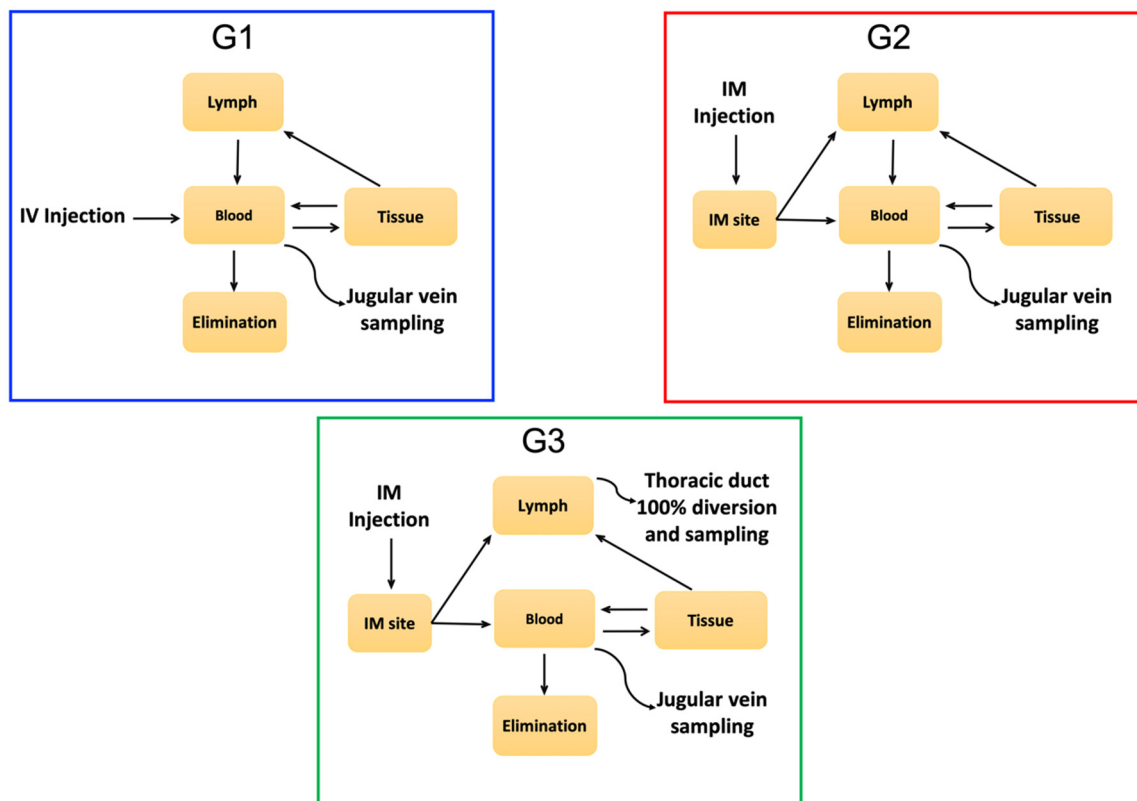 G1
Lymph
IV Injection
Blood
Tissue
Elimination
Jugular vein
sampling
G2
IM
Injection
Lymph
IM site
Blood
Tissue
Elimination
Jugular vein
sampling
G3
IM
Injection
Lymph
Thoracic duct
100% diversion
and sampling
IM site
Blood
Tissue
Elimination
Jugular vein
sampling